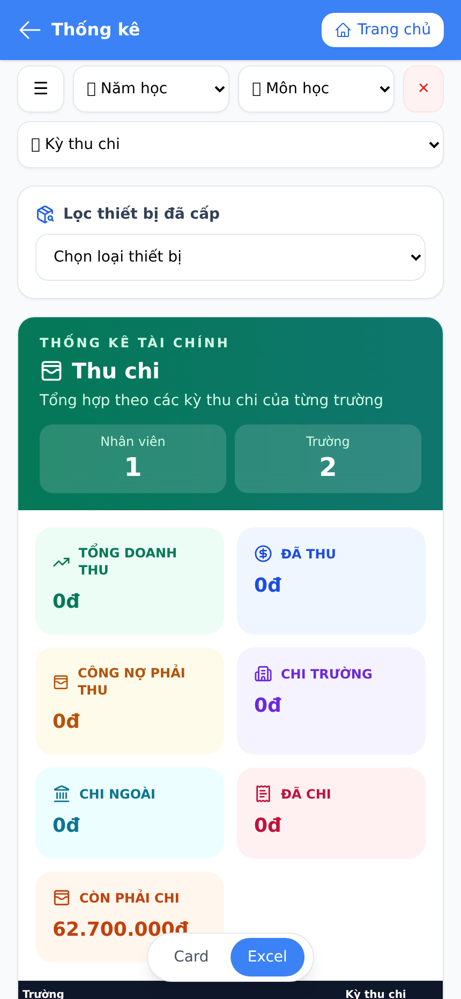 Thống kê
Trang chủ
Năm học
Môn học
Kỳ thu chi
Lọc thiết bị đã cấp
Chọn loại thiết bị
THỐNG KÊ TÀI CHÍNH
Thu chi
Tổng hợp theo các kỳ thu chi của từng trường
Nhân viên
1
Trường
2
TỔNG DOANH
THU
0đ
ĐÃ THU
0đ
CÔNG NỢ PHẢI
THU
0đ
CHI TRƯỜNG
0đ
CHI NGOÀI
0đ
ĐÃ CHI
0đ
CÒN PHẢI CHI
62.700.000đ
Card
Excel
Trường
Kỳ thu chi